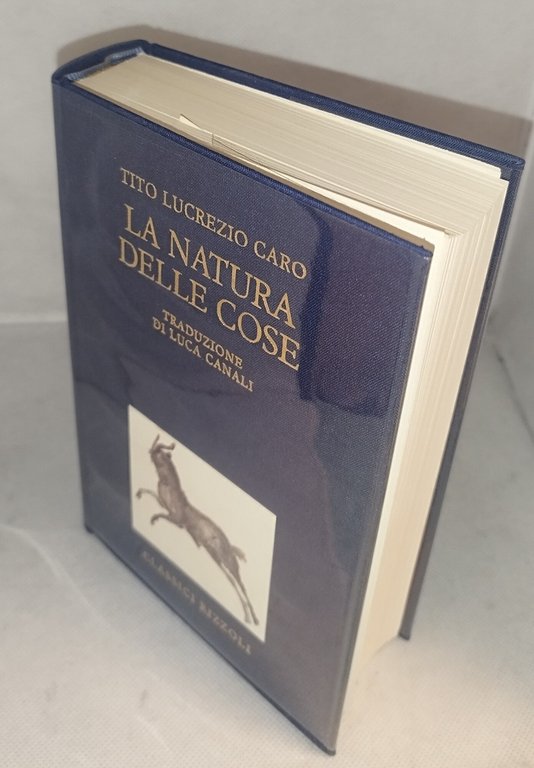 TITO LUCREZIO CARO
LA NATURA
DELLE COSE
TRADUZIONE
DI LUCA CANALI
CLASSICI RIZZOLI